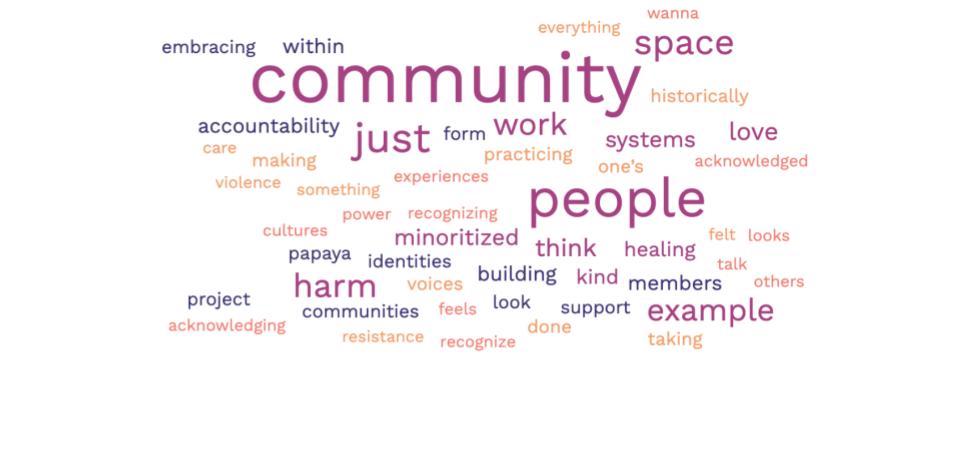 wanna
everything
space
embracing within
community
historically
accountability just form work systems love
care making practicing one's acknowledged
violence something experiences
people
power recognizing
cultures minoritized think healing felt looks
papaya identities talk
harm voices building kind members others
project communities feels look support example
acknowledging resistance recognize done taking